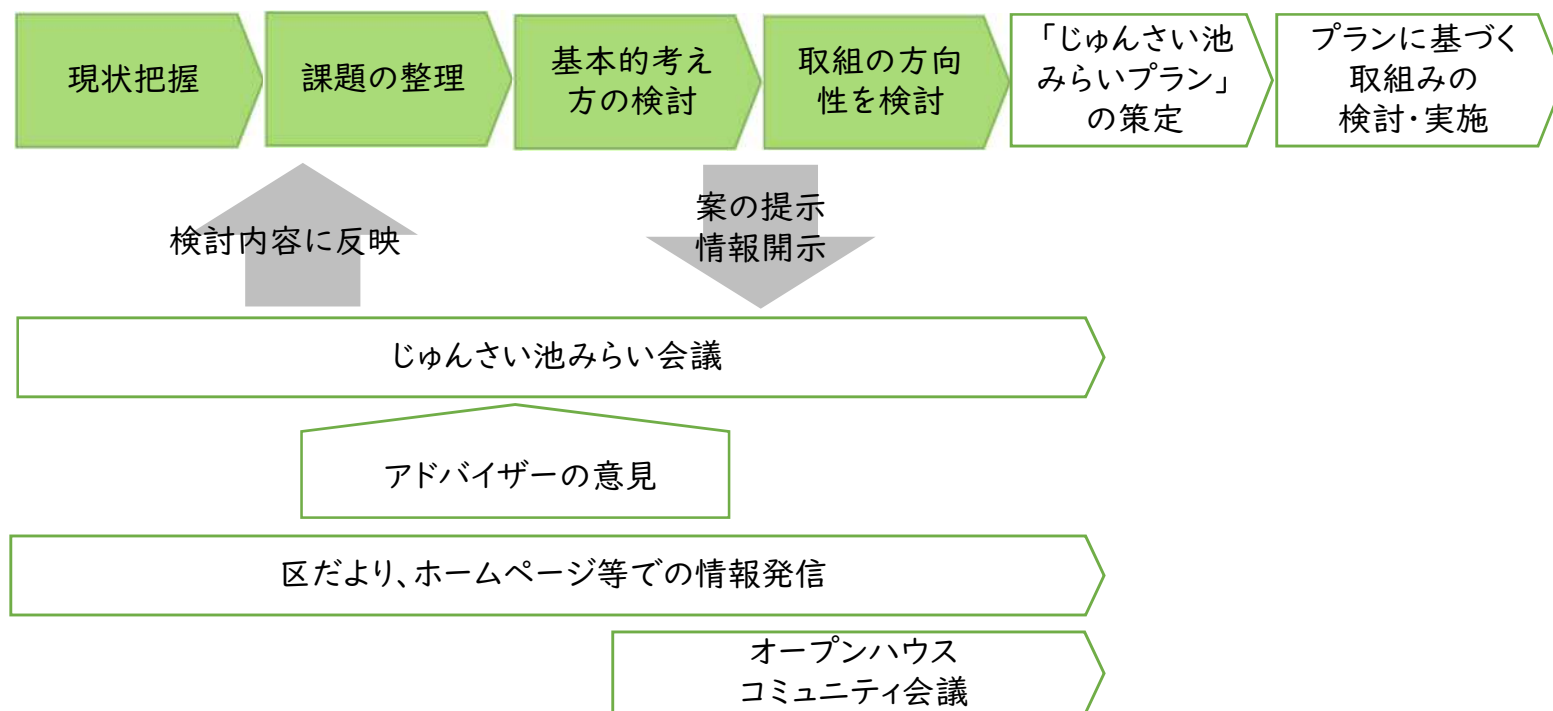 現状把握
課題の整理
基本的考え
方の検討
取組の方向
性を検討
「じゅんさい池
みらいプラン」
の策定
プランに基づく
取組みの
検討・実施
検討内容に反映
案の提示
情報開示
じゅんさい池みらい会議
アドバイザーの意見
区だより、ホームページ等での情報発信
オープンハウス
コミュニティ会議